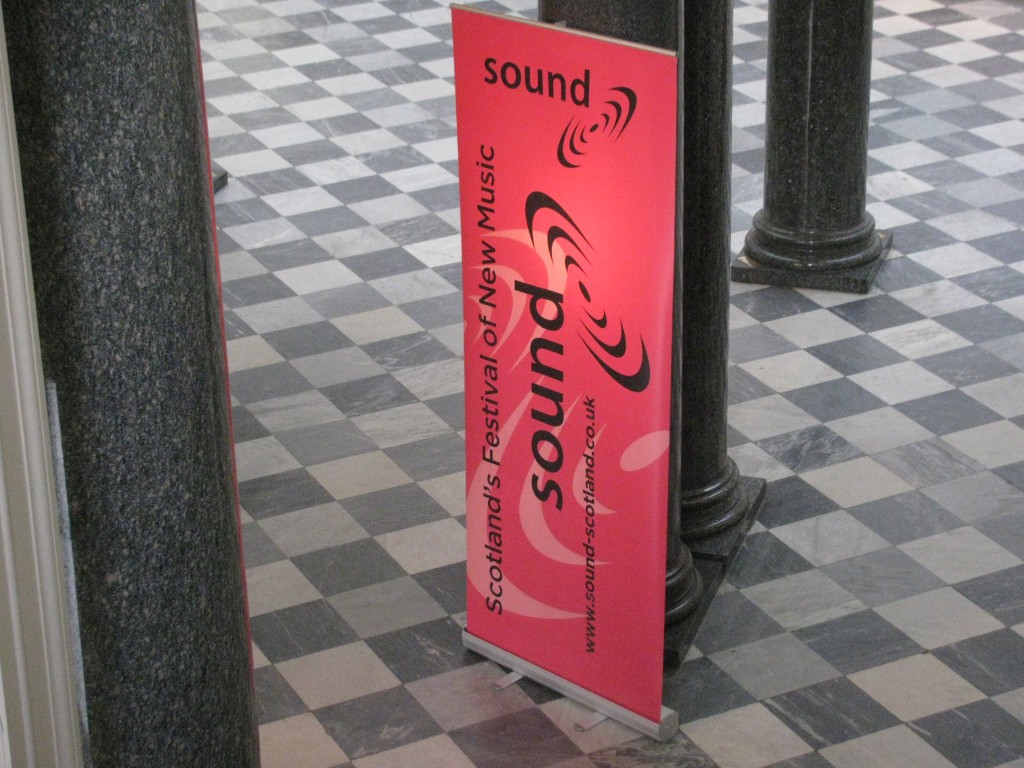 sound
Scotland's Festival of New Music
sound
www.sound-scotland.co.uk